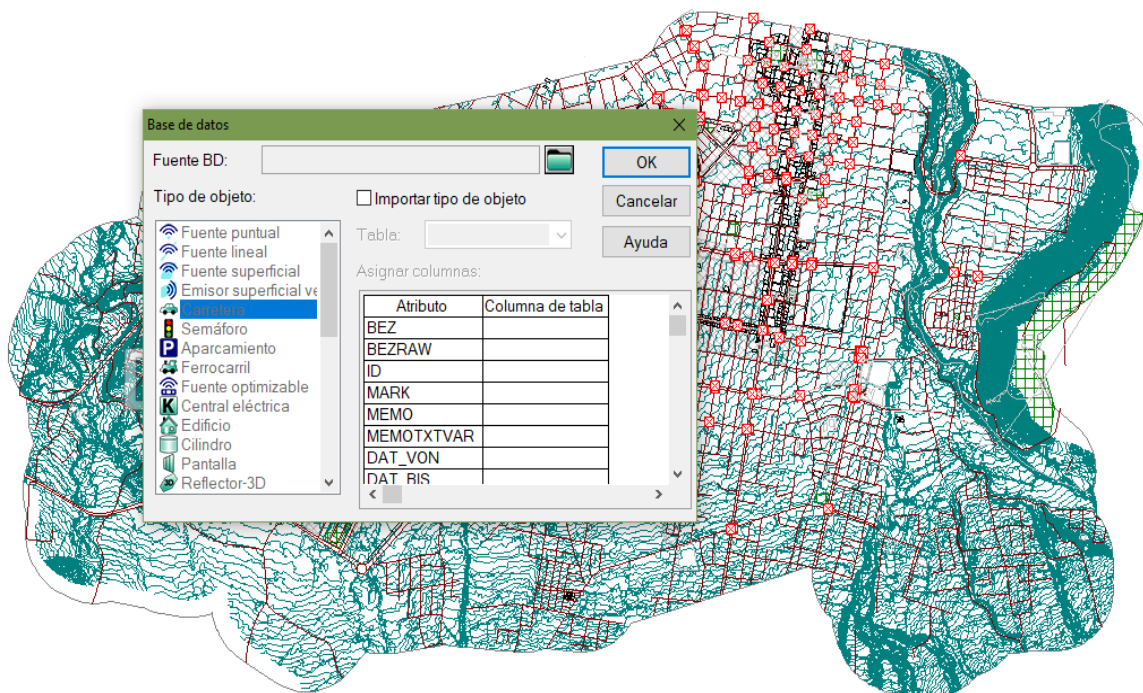 Base de datos
Fuente BD:
OK
Tipo de objeto:
Importar tipo de objeto
Cancelar
Tabla:
Ayuda
Asignar columnas:
Fuente puntual
Fuente lineal
Fuente superficial
Emisor superficial ve
Carretera
Semáforo
P Aparcamiento
Ferrocarril
Fuente optimizable
K Central eléctrica
Edificio
Cilindro
Pantalla
3D Reflector-3D
Atributo Columna de tabla
BEZ
BEZRAW
ID
MARK
MEMO
MEMOTXTVAR
DAT_VON
DAT_BIS